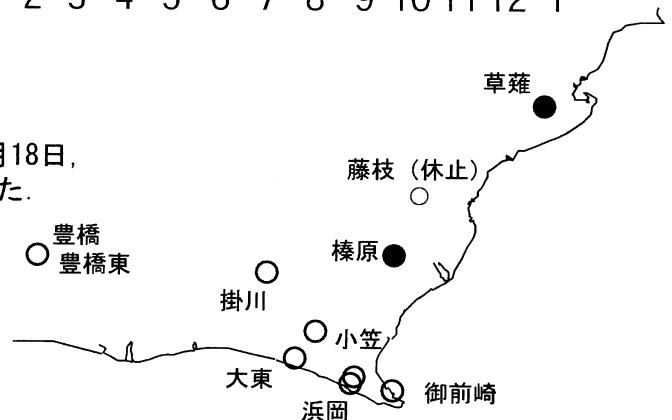 2 3 4 5 6 7 8 9 10 11 12 1
草薙
月18日,
た.
藤枝（休止）
豊橋
豊橋東
榛原
掛川
小笠
大東
御前崎
浜岡